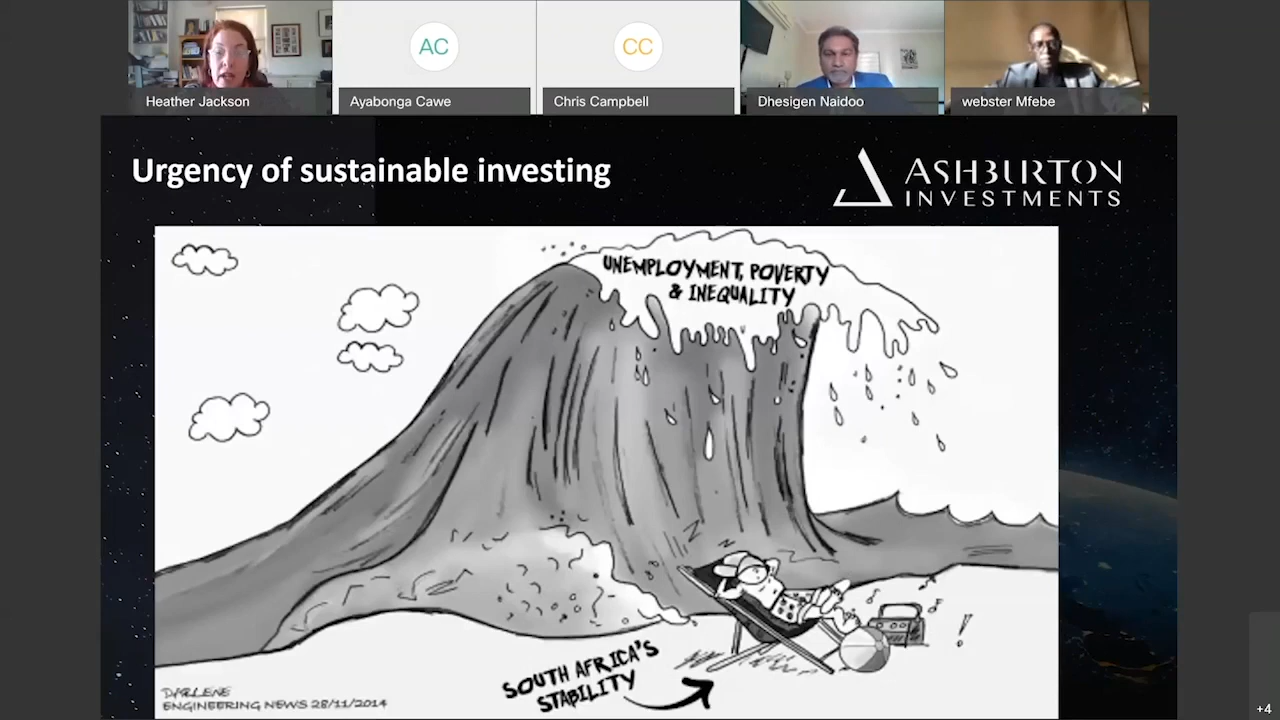 AC
CC
Heather Jackson
Ayabonga Cawe
Chris Campbell
Dhesigen Naidoo
webster Mfebe
Urgency of sustainable investing
ASHBURTON
INVESTMENTS
UNEMPLOYMENT, POVERTY
& INEQUALITY
SOUTH AFRICA'S
STABILITY
DARLENE
ENGINEERING NEWS 28/11/2014
+4